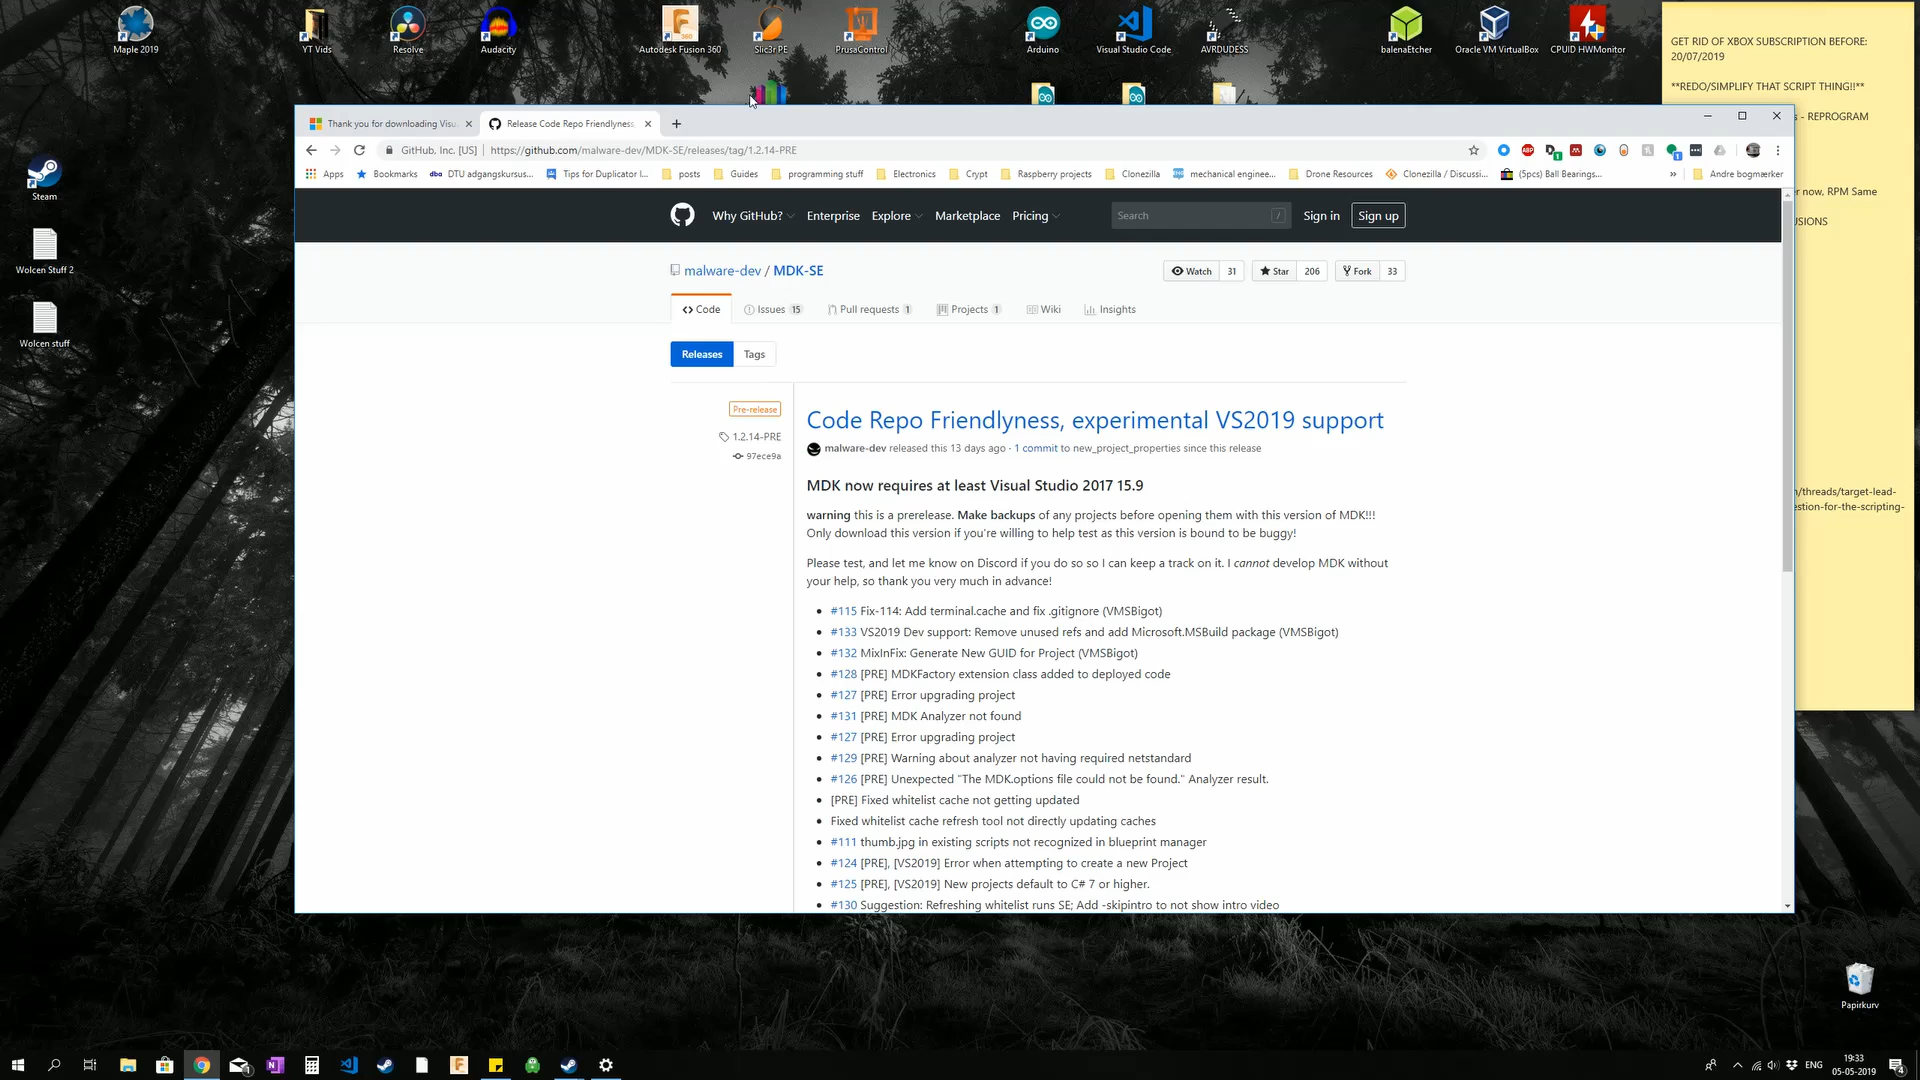 Maple 2019
YT Vids
Resolve
Audacity
Autodesk Fusion 360
Slic3r PE
PrusaControl
Arduino
Visual Studio Code
AVRDUDESS
balenaEtcher
Oracle VM VirtualBox
CPUID HWMonitor
GET RID OF XBOX SUBSCRIPTION BEFORE:
20/07/2019
**REDO/SIMPLIFY THAT SCRIPT THING!!**
- REPROGRAM
now, RPM Same
USIONS
n/threads/target-lead-
estion-for-the-scripting-
Steam
Wolcen Stuff 2
Wolcen stuff
Thank you for downloading Visu
Release Code Repo Friendlyness,
GitHub, Inc. [US]
https://github.com/malware-dev/MDK-SE/releases/tag/1.2.14-PRE
Apps
Bookmarks
dba DTU adgangskursus...
Tips for Duplicator I...
posts
Guides
programming stuff
Electronics
Crypt
Raspberry projects
Clonezilla
mechanical enginee...
Drone Resources
Clonezilla / Discussi...
(5pcs) Ball Bearings...
»
Andre bogmærker
Why GitHub?
Enterprise
Explore
Marketplace
Pricing
Search
/
Sign in
Sign up
malware-dev / MDK-SE
Watch 31
Star 206
Fork 33
<> Code
Issues 15
Pull requests 1
Projects 1
Wiki
Insights
Releases
Tags
Pre-release
1.2.14-PRE
97ece9a
Code Repo Friendlyness, experimental VS2019 support
malware-dev released this 13 days ago · 1 commit to new_project_properties since this release
MDK now requires at least Visual Studio 2017 15.9
warning this is a prerelease. Make backups of any projects before opening them with this version of MDK!!!
Only download this version if you're willing to help test as this version is bound to be buggy!
Please test, and let me know on Discord if you do so so I can keep a track on it. I cannot develop MDK without
your help, so thank you very much in advance!
#115 Fix-114: Add terminal.cache and fix .gitignore (VMSBigot)
#133 VS2019 Dev support: Remove unused refs and add Microsoft.MSBuild package (VMSBigot)
#132 MixInFix: Generate New GUID for Project (VMSBigot)
#128 [PRE] MDKFactory extension class added to deployed code
#127 [PRE] Error upgrading project
#131 [PRE] MDK Analyzer not found
#127 [PRE] Error upgrading project
#129 [PRE] Warning about analyzer not having required netstandard
#126 [PRE] Unexpected "The MDK.options file could not be found." Analyzer result.
[PRE] Fixed whitelist cache not getting updated
Fixed whitelist cache refresh tool not directly updating caches
#111 thumb.jpg in existing scripts not recognized in blueprint manager
#124 [PRE], [VS2019] Error when attempting to create a new Project
#125 [PRE], [VS2019] New projects default to C# 7 or higher.
#130 Suggestion: Refreshing whitelist runs SE; Add -skipintro to not show intro video
Papirkurv
ENG
19:33
05-05-2019